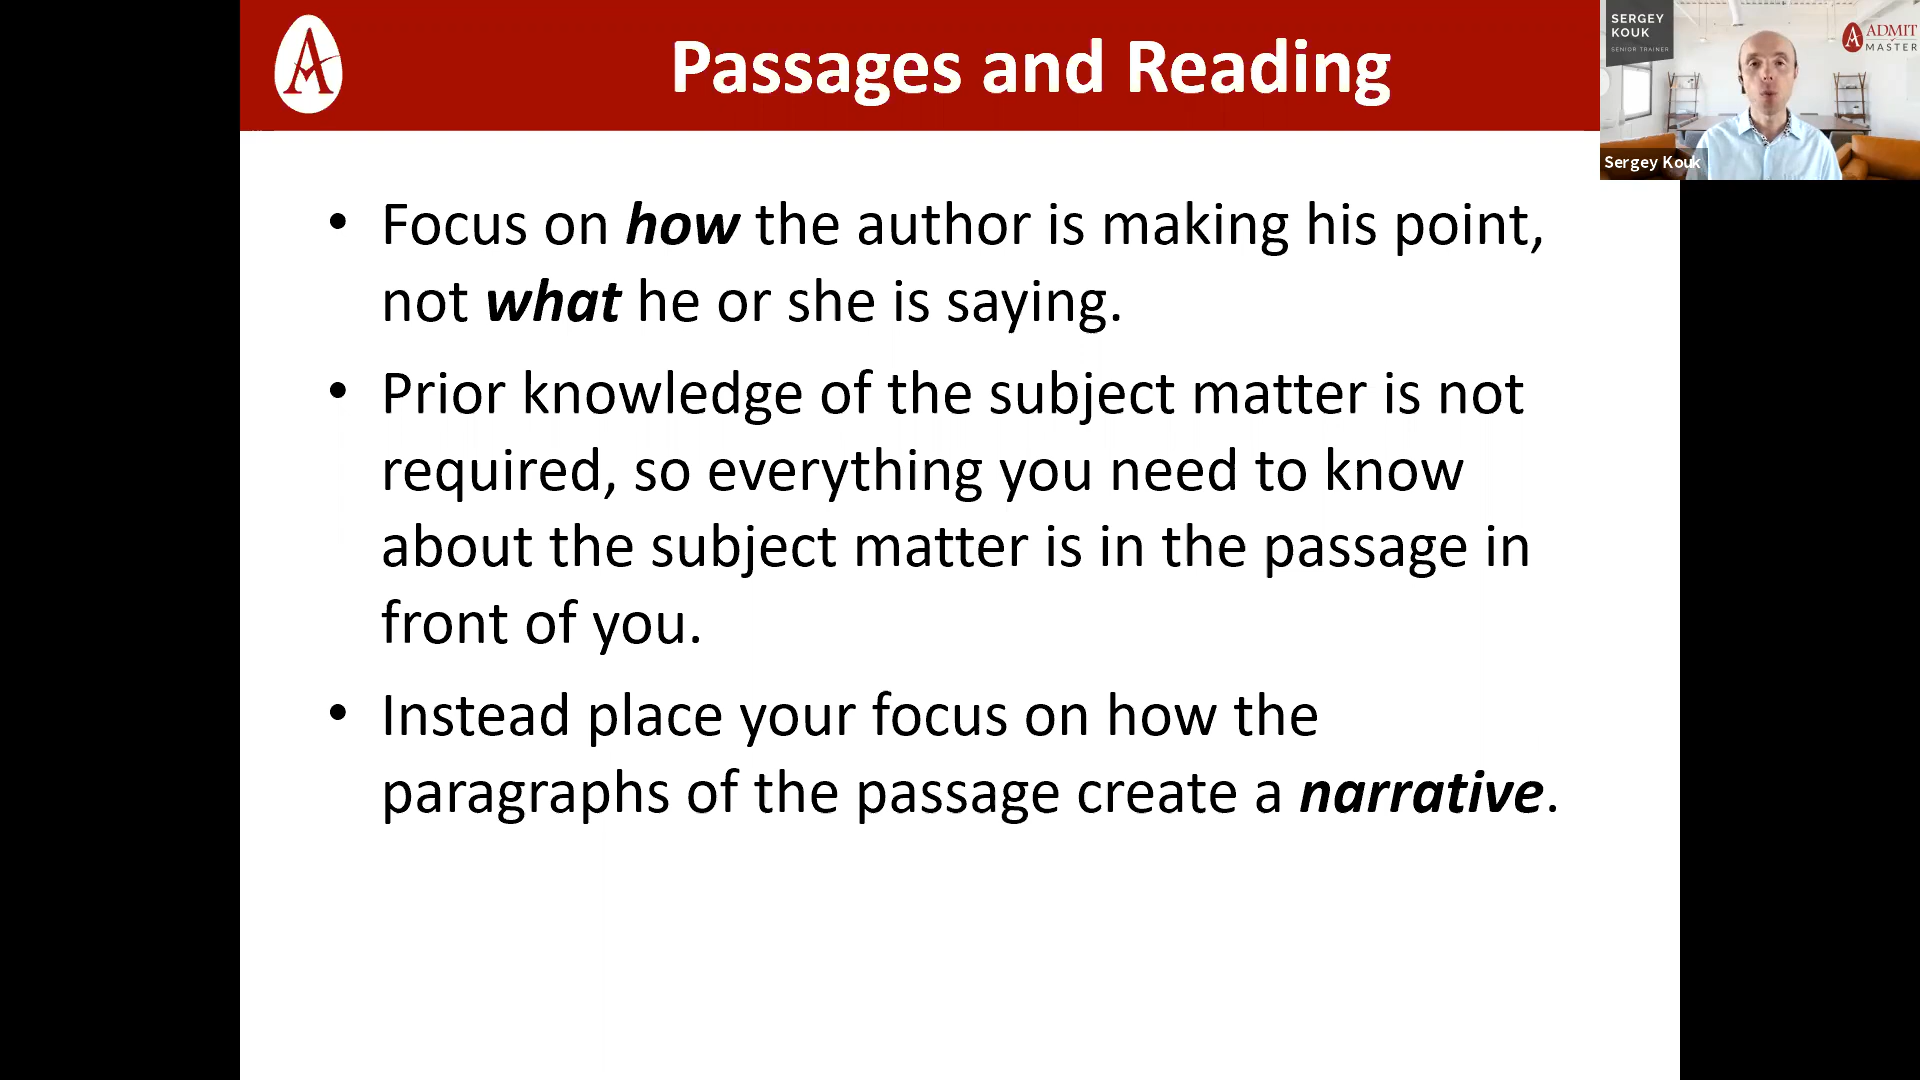 Passages and Reading
SERGEY
KOUK
SENIOR TRAINER
ADMIT
MASTER
Sergey Kouk
• Focus on how the author is making his point,
not what he or she is saying.
• Prior knowledge of the subject matter is not
required, so everything you need to know
about the subject matter is in the passage in
front of you.
• Instead place your focus on how the
paragraphs of the passage create a narrative.